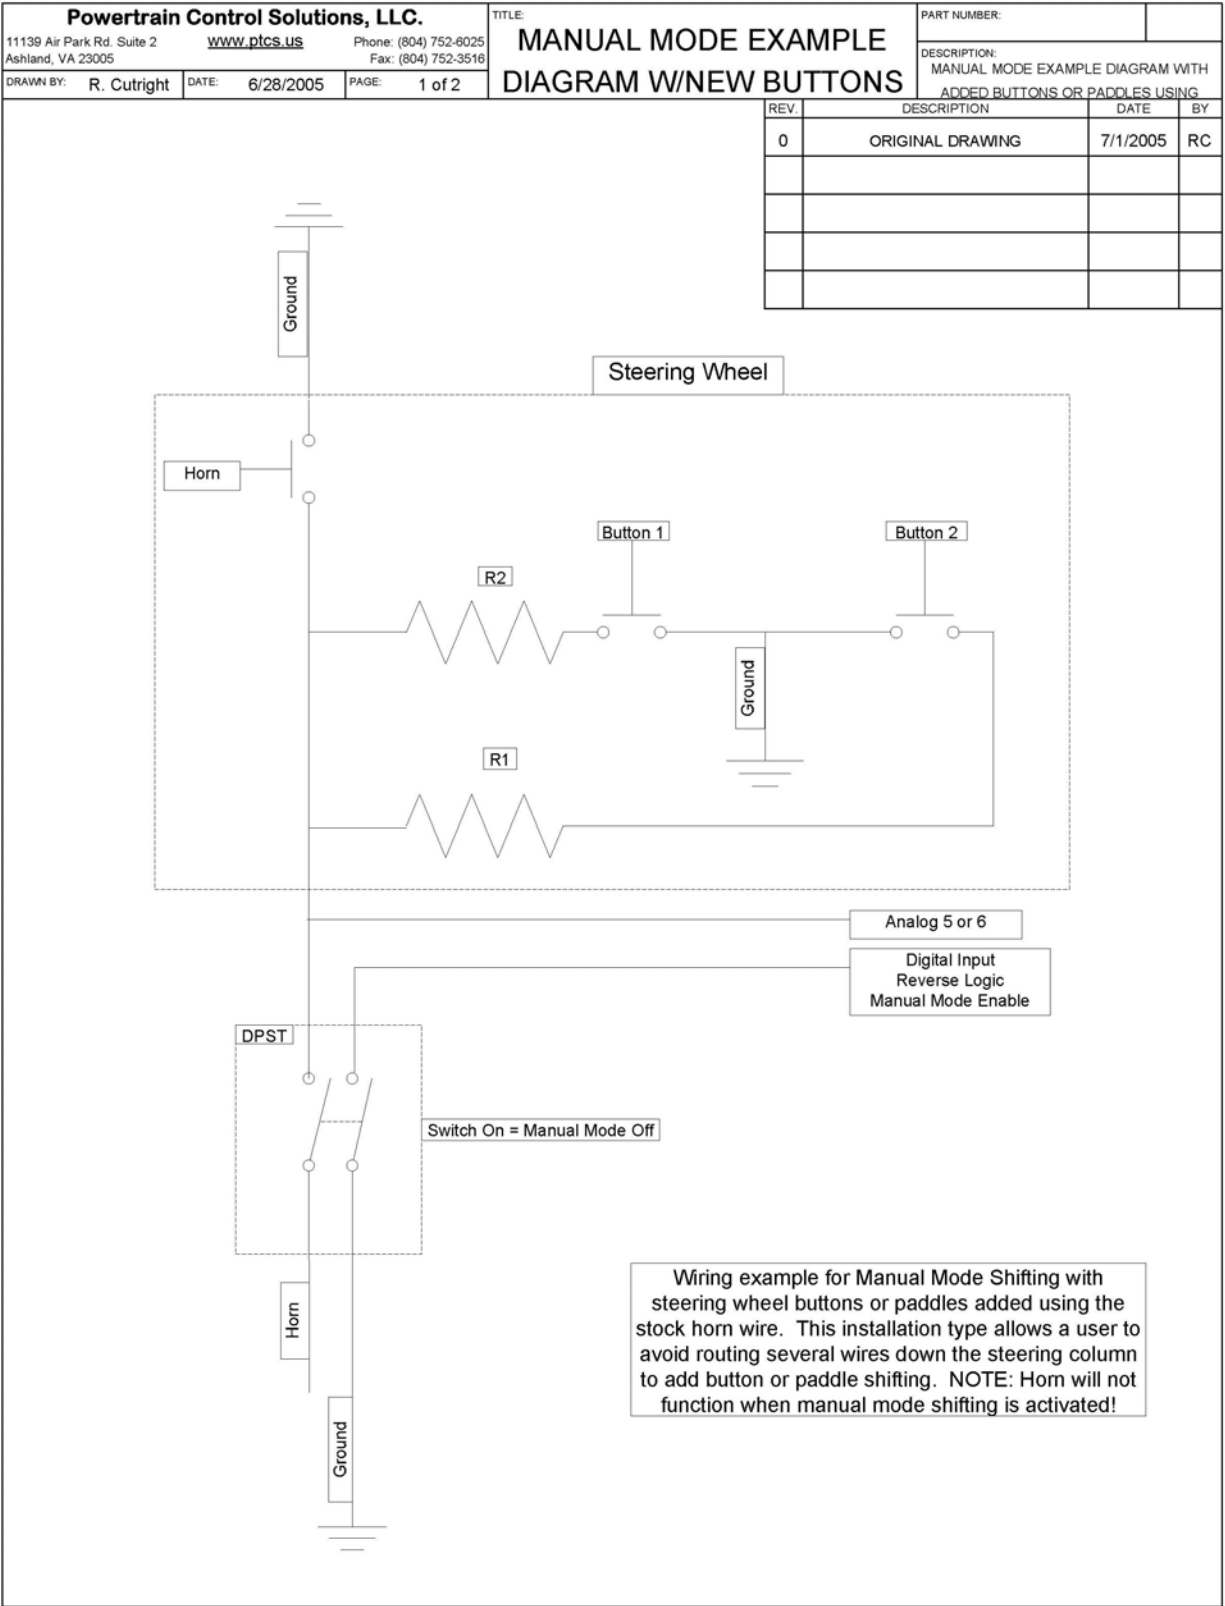 Powertrain Control Solutions, LLC.
11139 Air Park Rd. Suite 2
Ashland, VA 23005
www.ptcs.us
Phone: (804) 752-6025
Fax: (804) 752-3516
DRAWN BY: R. Cutright
DATE: 6/28/2005
PAGE: 1 of 2
TITLE:
MANUAL MODE EXAMPLE
DIAGRAM W/NEW BUTTONS
PART NUMBER:
DESCRIPTION:
MANUAL MODE EXAMPLE DIAGRAM WITH
ADDED BUTTONS OR PADDLES USING
REV. DESCRIPTION DATE BY
0 ORIGINAL DRAWING 7/1/2005 RC
Ground
Steering Wheel
Horn
Button 1
Button 2
R2
Ground
R1
Analog 5 or 6
Digital Input
Reverse Logic
Manual Mode Enable
DPST
Switch On = Manual Mode Off
Horn
Ground
Wiring example for Manual Mode Shifting with
steering wheel buttons or paddles added using the
stock horn wire. This installation type allows a user to
avoid routing several wires down the steering column
to add button or paddle shifting. NOTE: Horn will not
function when manual mode shifting is activated!